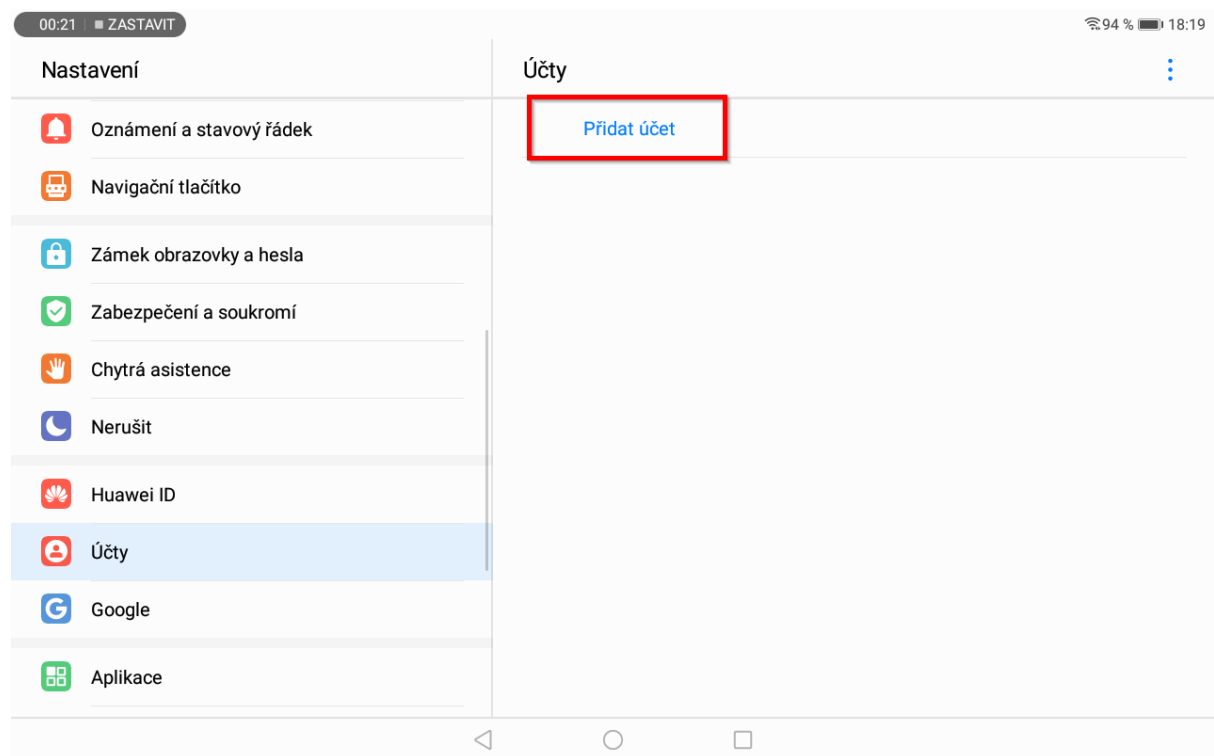 00:21 ZASTAVIT
94 % 18:19
Nastavení
Oznámení a stavový řádek
Navigační tlačítko
Zámek obrazovky a hesla
Zabezpečení a soukromí
Chytrá asistence
Nerušit
Huawei ID
Účty
Google
Aplikace
Účty
Přidat účet